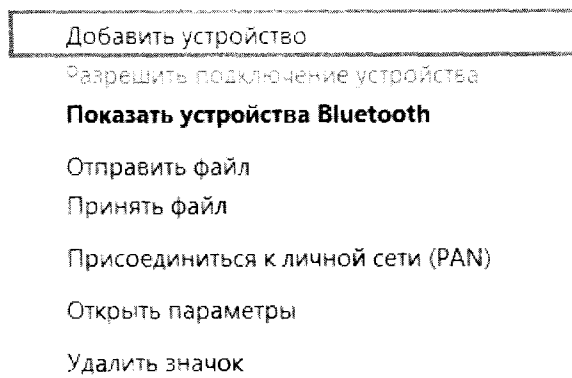 Добавить устройство
Разрешить подключение устройства
Показать устройства Bluetooth
Отправить файл
Принять файл
Присоединиться к личной сети (PAN)
Открыть параметры
Удалить значок